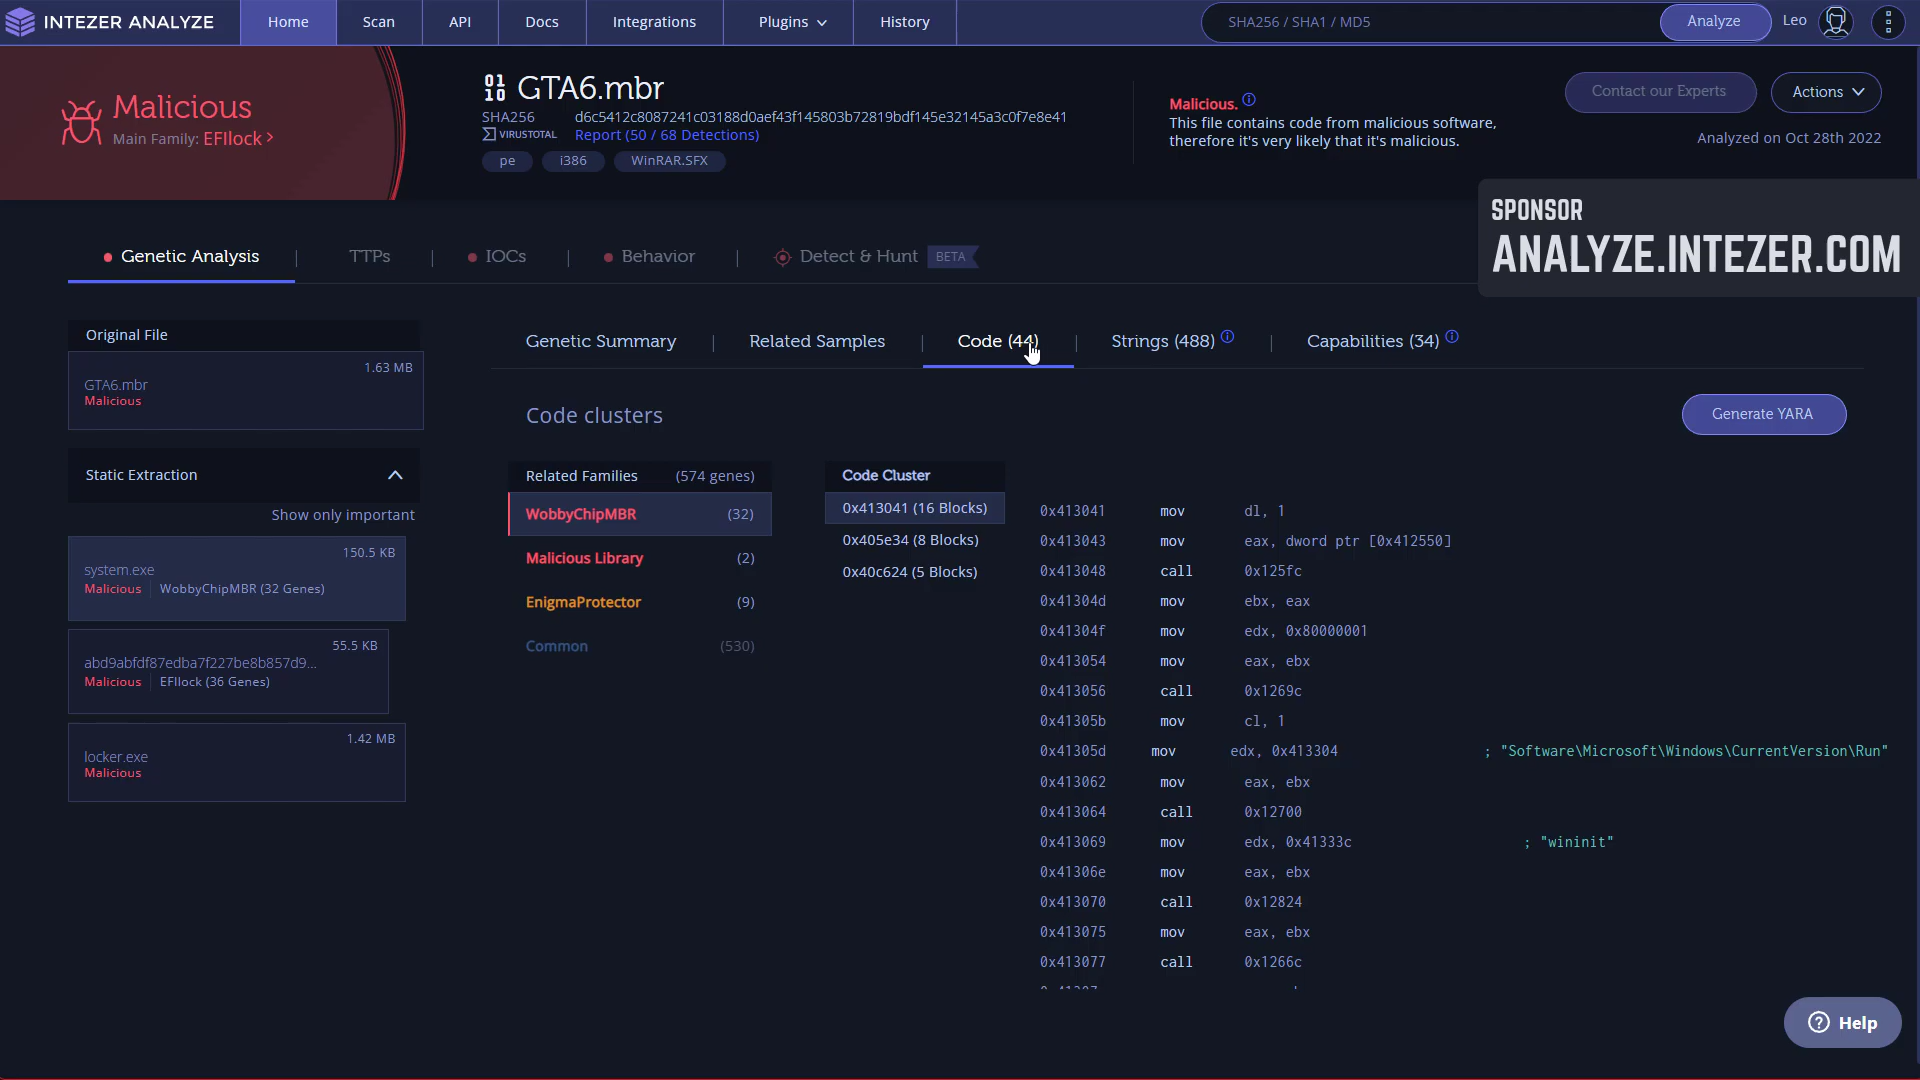 INTEZER ANALYZE
Home
Scan
API
Docs
Integrations
Plugins
History
SHA256 / SHA1 / MD5
Analyze
Leo
Malicious
Main Family: EFIlock >
01
10
GTA6.mbr
SHA256 d6c5412c8087241c03188d0aef43f145803b72819bdf145e32145a3c0f7e8e41
VIRUSTOTAL Report (50 / 68 Detections)
pe
i386
WinRAR.SFX
Malicious.
This file contains code from malicious software,
therefore it's very likely that it's malicious.
Contact our Experts
Actions
Analyzed on Oct 28th 2022
SPONSOR
ANALYZE.INTEZER.COM
Genetic Analysis
TTPs
IOCs
Behavior
Detect & Hunt
BETA
Original File
1.63 MB
GTA6.mbr
Malicious
Static Extraction
Show only important
150.5 KB
system.exe
Malicious WobbyChipMBR (32 Genes)
55.5 KB
abd9abfdf87edba7f227be8b857d9...
Malicious EFIlock (36 Genes)
1.42 MB
locker.exe
Malicious
Genetic Summary
Related Samples
Code (44)
Strings (488)
Capabilities (34)
Code clusters
Generate YARA
Related Families (574 genes)
WobbyChipMBR (32)
Malicious Library (2)
EnigmaProtector (9)
Common (530)
Code Cluster
0x413041 (16 Blocks)
0x405e34 (8 Blocks)
0x40c624 (5 Blocks)
0x413041 mov dl, 1
0x413043 mov eax, dword ptr [0x412550]
0x413048 call 0x125fc
0x41304d mov ebx, eax
0x41304f mov edx, 0x80000001
0x413054 mov eax, ebx
0x413056 call 0x1269c
0x41305b mov cl, 1
0x41305d mov edx, 0x413304 ; "Software\Microsoft\Windows\CurrentVersion\Run"
0x413062 mov eax, ebx
0x413064 call 0x12700
0x413069 mov edx, 0x41333c ; "wininit"
0x41306e mov eax, ebx
0x413070 call 0x12824
0x413075 mov eax, ebx
0x413077 call 0x1266c
Help